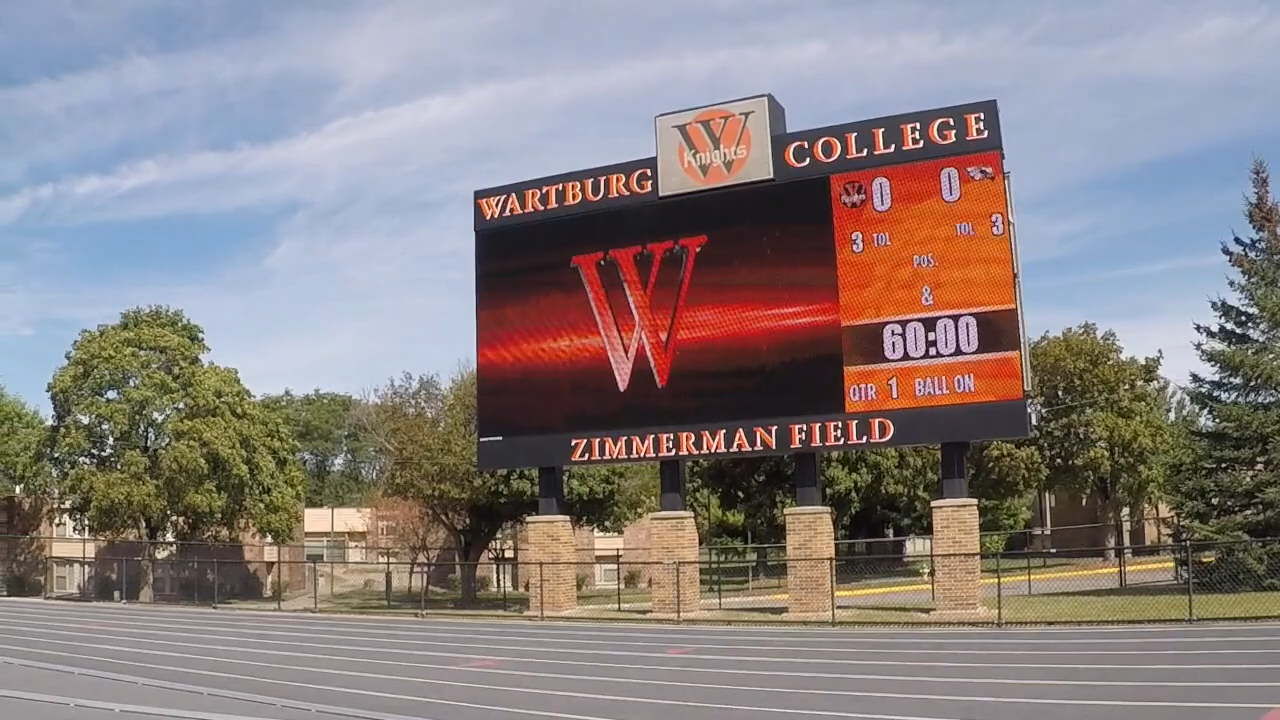 WARTBURG
W
Knights
COLLEGE
W
0 0
3 TOL TOL 3
POS.
&
60:00
QTR 1 BALL ON
ZIMMERMAN FIELD